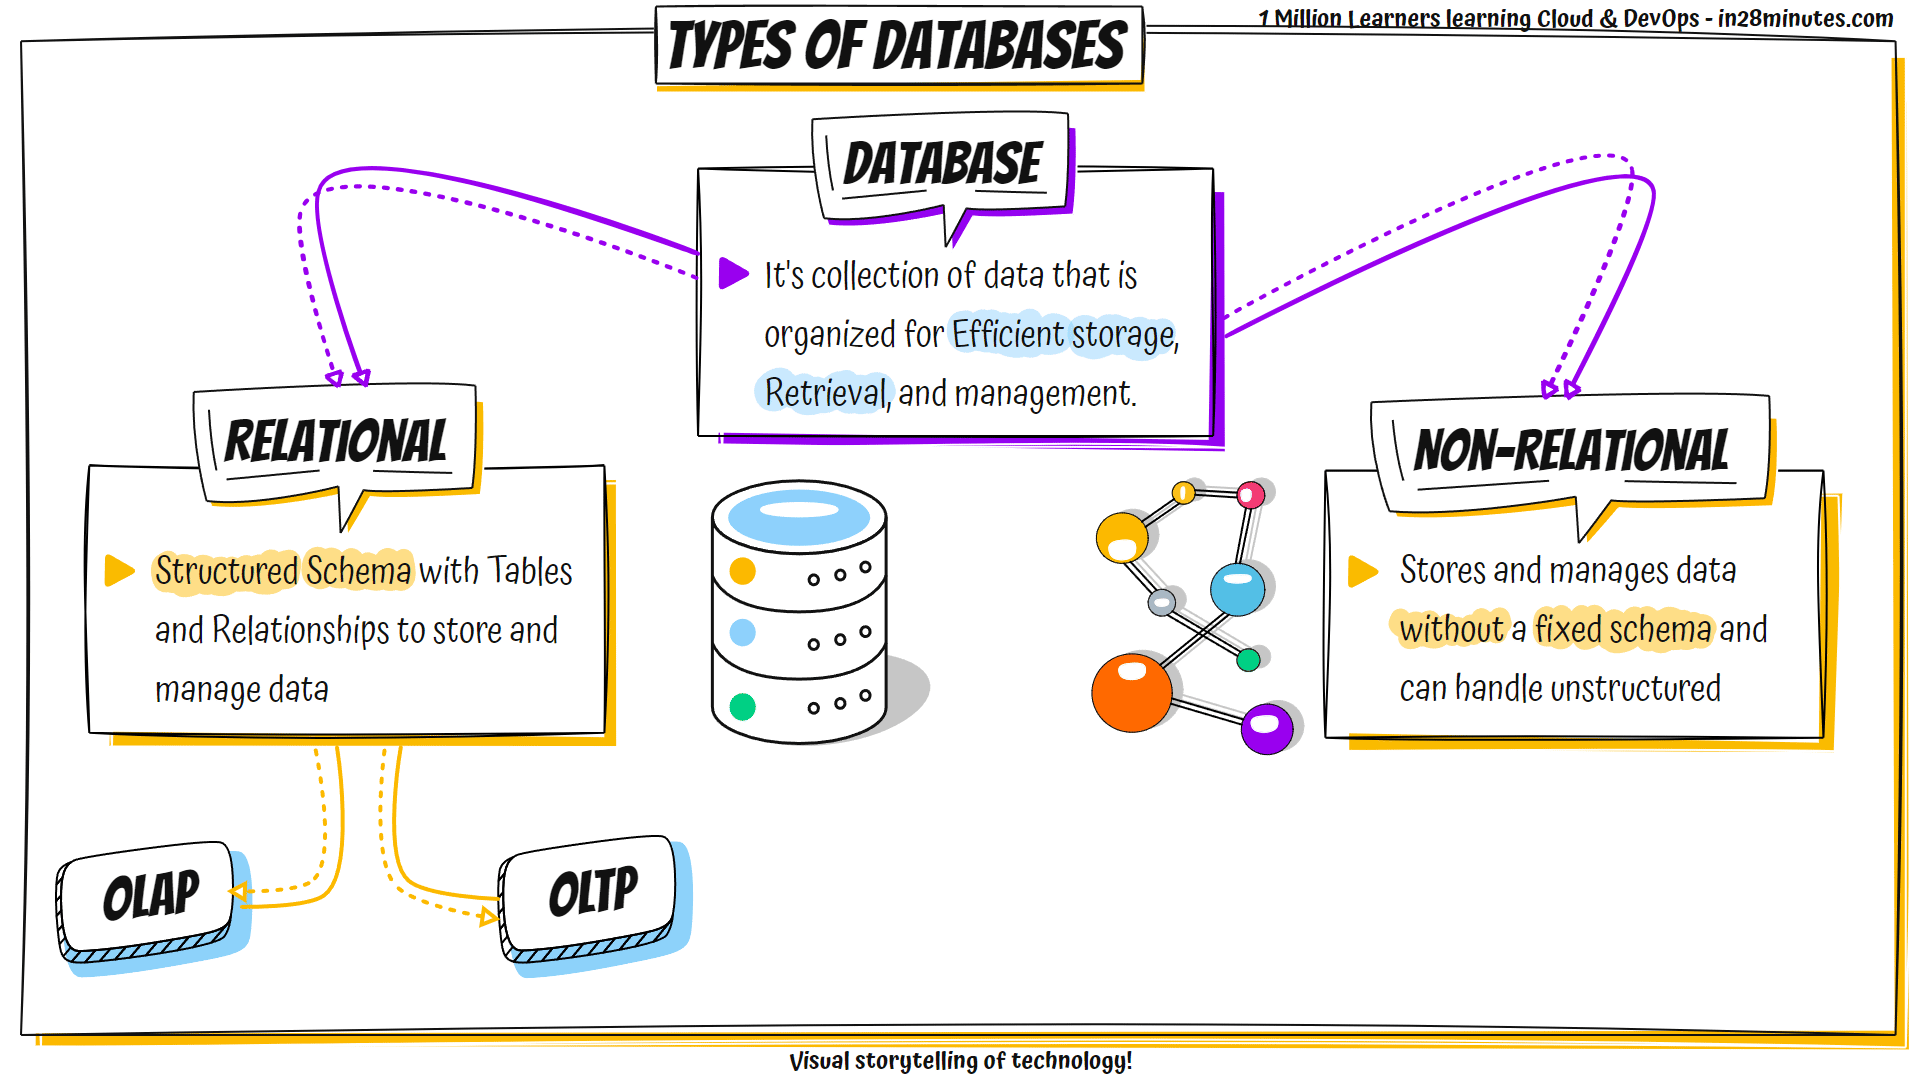 1 Million Learners learning Cloud & DevOps - in28minutes.com
TYPES OF DATABASES
DATABASE
It's collection of data that is
organized for Efficient storage,
Retrieval, and management.
RELATIONAL
Structured Schema with Tables
and Relationships to store and
manage data
NON-RELATIONAL
Stores and manages data
without a fixed schema and
can handle unstructured
OLAP
OLTP
Visual storytelling of technology!